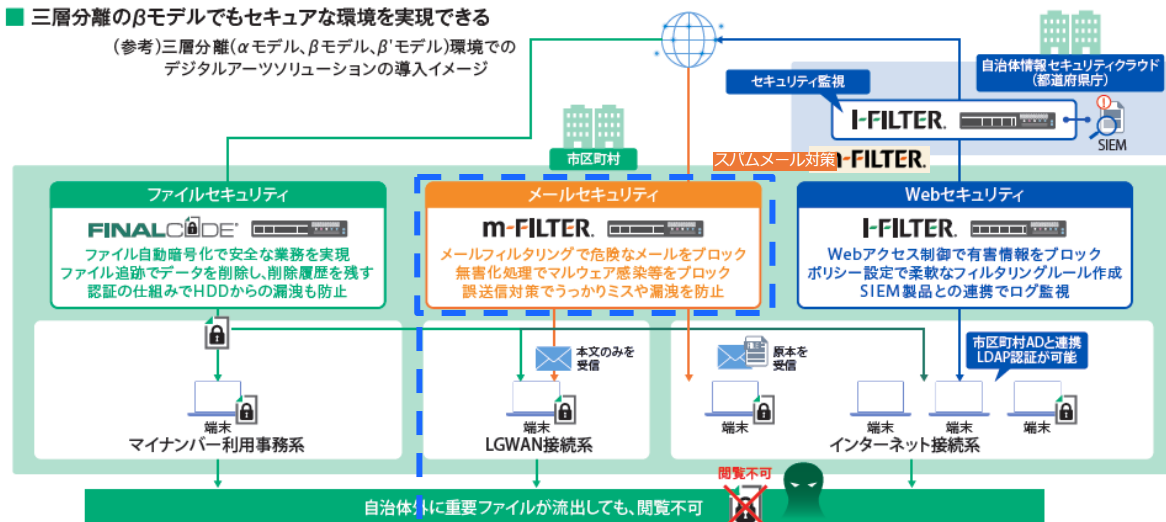 三層分離のβモデルでもセキュアな環境を実現できる
(参考)三層分離(αモデル、βモデル、β'モデル)環境での
デジタルアーツソリューションの導入イメージ
自治体情報セキュリティクラウド
(都道府県庁)
セキュリティ監視
i-FILTER®
SIEM
市区町村
スパムメール対策
-FILTER®
ファイルセキュリティ
FINALCODE®
ファイル自動暗号化で安全な業務を実現
ファイル追跡でデータを削除し、削除履歴を残す
認証の仕組みでHDDからの漏洩も防止
メールセキュリティ
m-FILTER®
メールフィルタリングで危険なメールをブロック
無害化処理でマルウェア感染等をブロック
誤送信対策でうっかりミスや漏洩を防止
Webセキュリティ
i-FILTER®
Webアクセス制御で有害情報をブロック
ポリシー設定で柔軟なフィルタリングルール作成
SIEM製品との連携でログ監視
本文のみを
受信
原本を
受信
市区町村ADと連携
LDAP認証が可能
端末
マイナンバー利用事務系
端末
LGWAN接続系
端末
端末
端末
インターネット接続系
閲覧不可
自治体外に重要ファイルが流出しても、閲覧不可